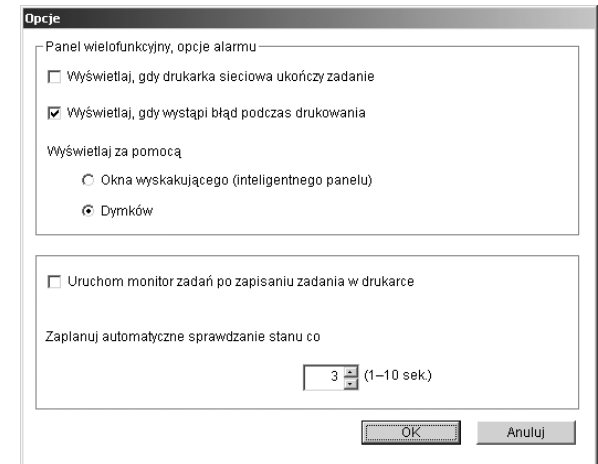 Opcje
Panel wielofunkcyjny, opcje alarmu
Wyświetlaj, gdy drukarka sieciowa ukończy zadanie
Wyświetlaj, gdy wystąpi błąd podczas drukowania
Wyświetlaj za pomocą
Okna wyskakującego (inteligentnego panelu)
Dymków
Uruchom monitor zadań po zapisaniu zadania w drukarce
Zaplanuj automatyczne sprawdzanie stanu co
3 (1–10 sek.)
OK Anuluj